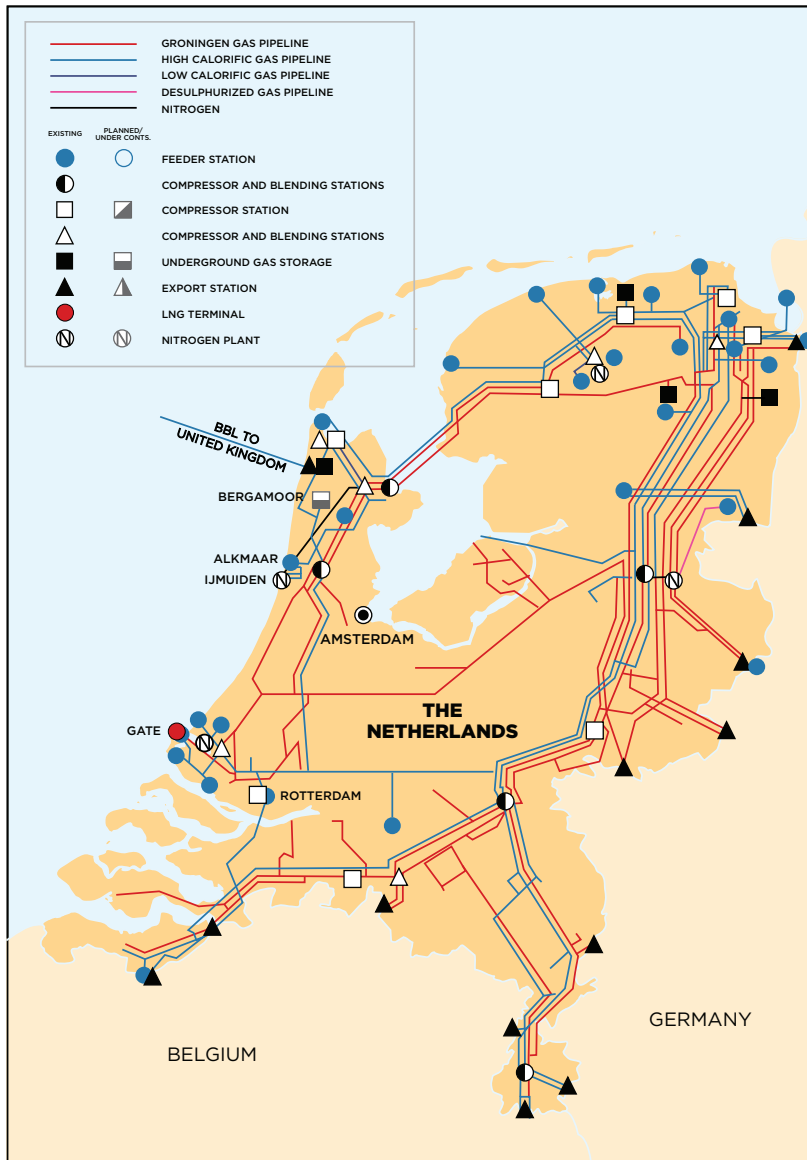 GRONINGEN GAS PIPELINE
HIGH CALORIFIC GAS PIPELINE
LOW CALORIFIC GAS PIPELINE
DESULPHURIZED GAS PIPELINE
NITROGEN
EXISTING
PLANNED/
UNDER CONTS.
FEEDER STATION
COMPRESSOR AND BLENDING STATIONS
COMPRESSOR STATION
COMPRESSOR AND BLENDING STATIONS
UNDERGROUND GAS STORAGE
EXPORT STATION
LNG TERMINAL
N
N
NITROGEN PLANT
N
BBL TO
UNITED KINGDOM
BERGAMOOR
ALKMAAR
IJMUIDEN
N
N
AMSTERDAM
THE
NETHERLANDS
GATE
N
ROTTERDAM
BELGIUM
GERMANY